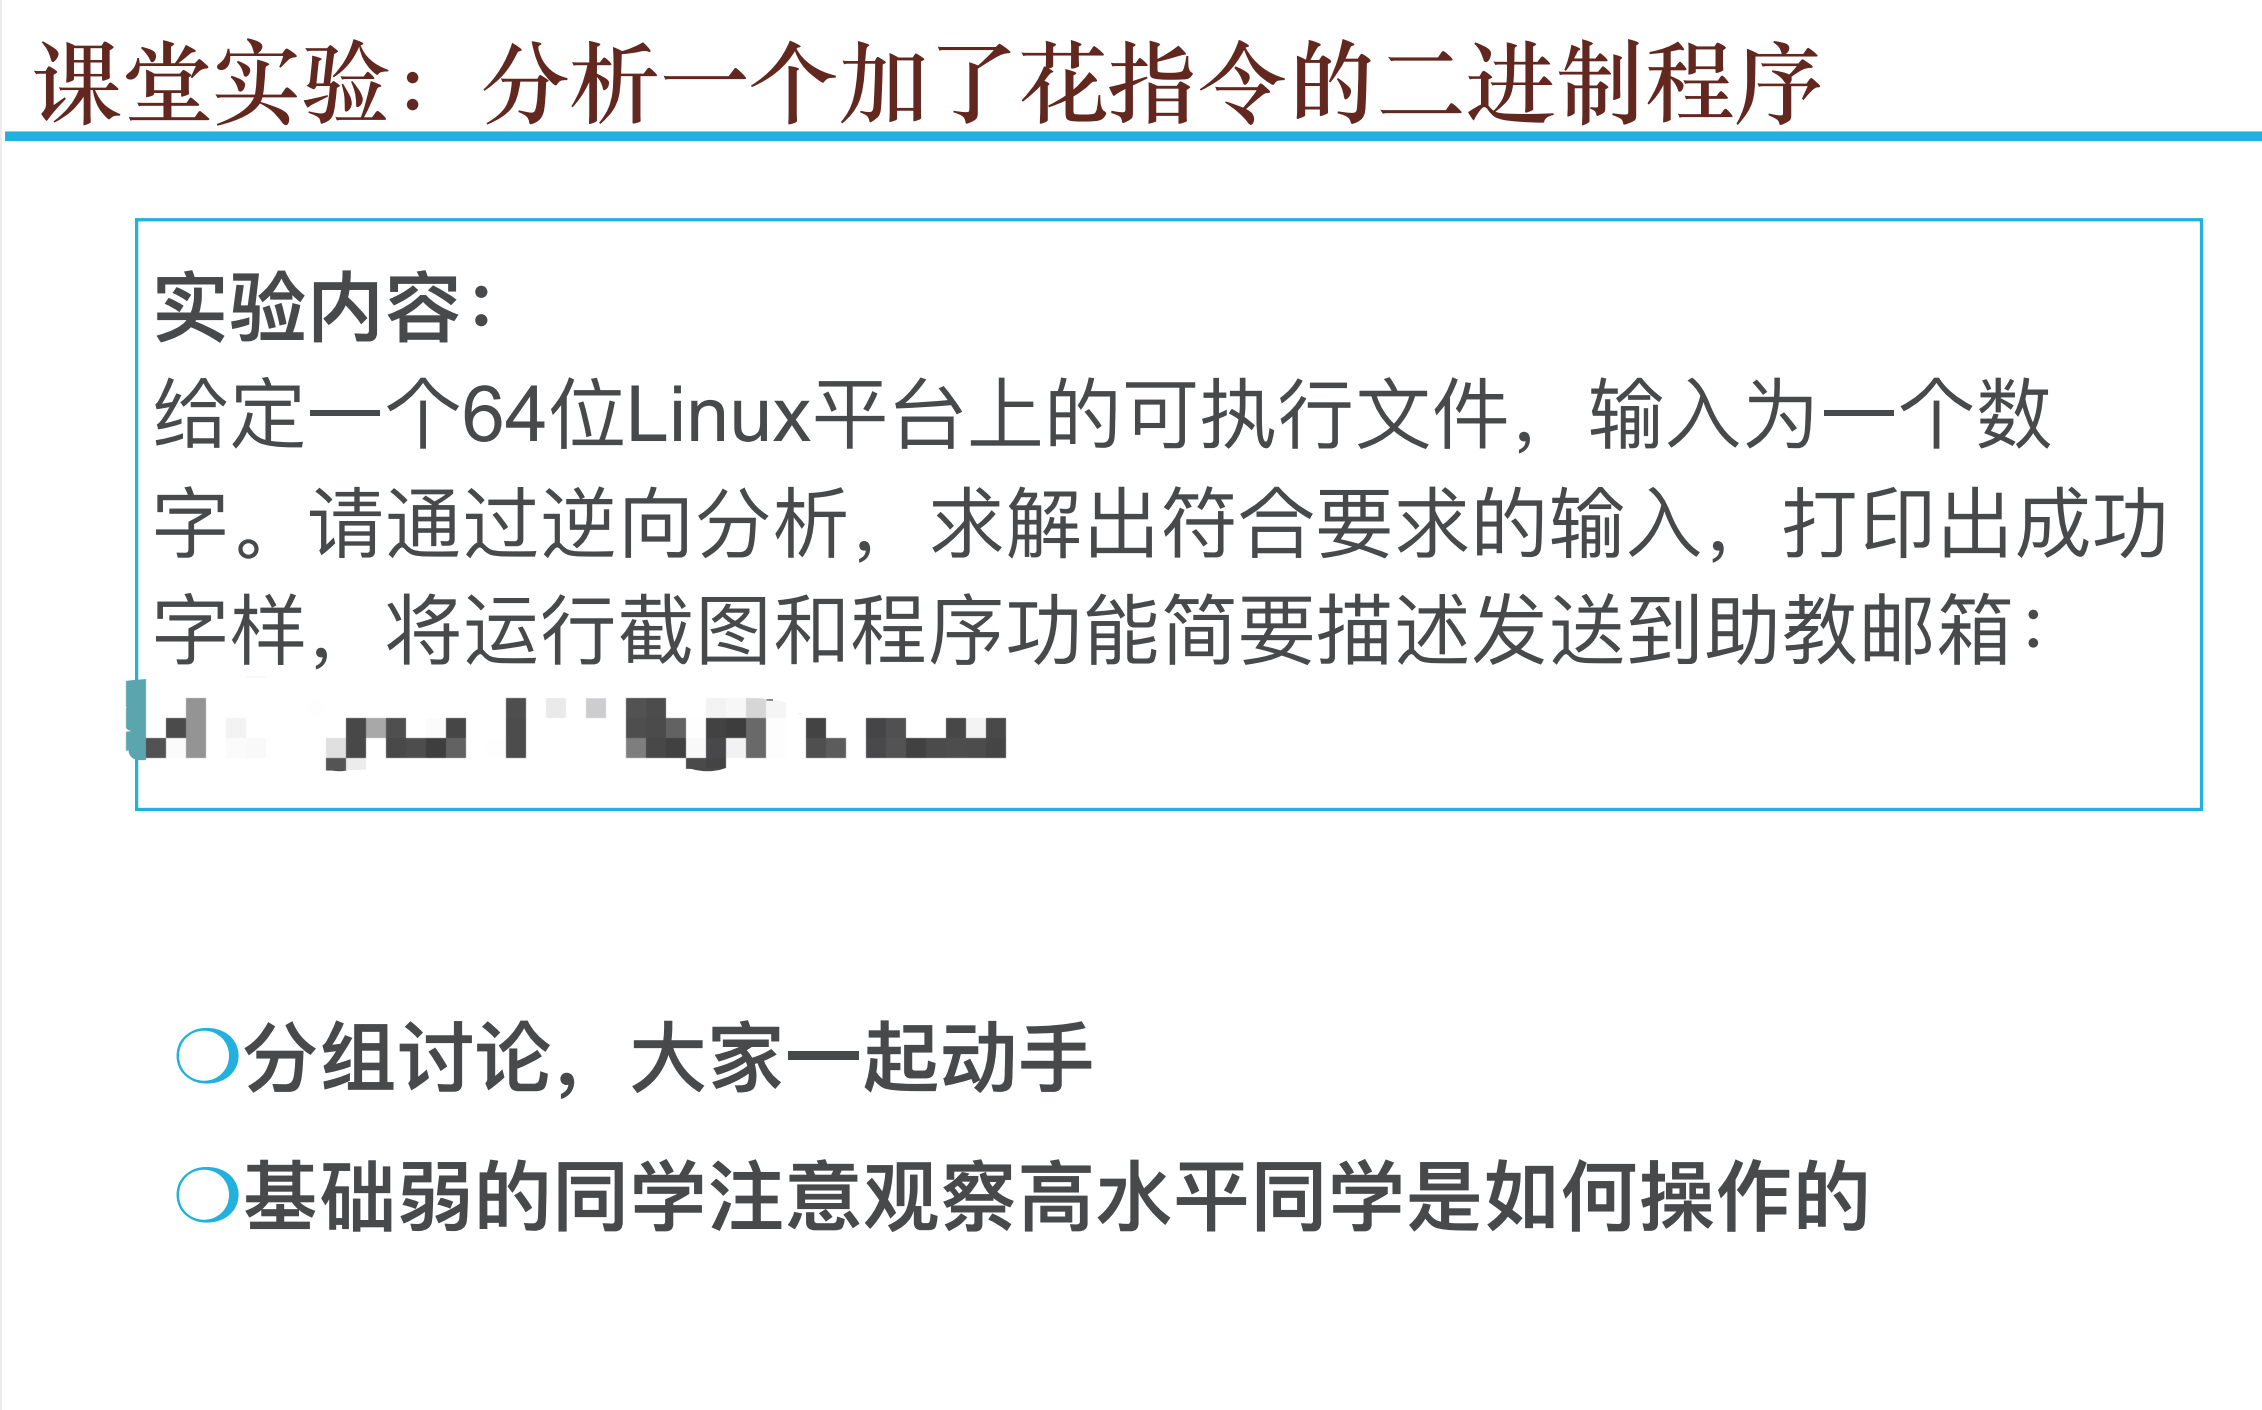 课堂实验：分析一个加了花指令的二进制程序
实验内容：
给定一个64位Linux平台上的可执行文件，输入为一个数
字。请通过逆向分析，求解出符合要求的输入，打印出成功
字样，将运行截图和程序功能简要描述发送到助教邮箱：
❍分组讨论，大家一起动手
❍基础弱的同学注意观察高水平同学是如何操作的